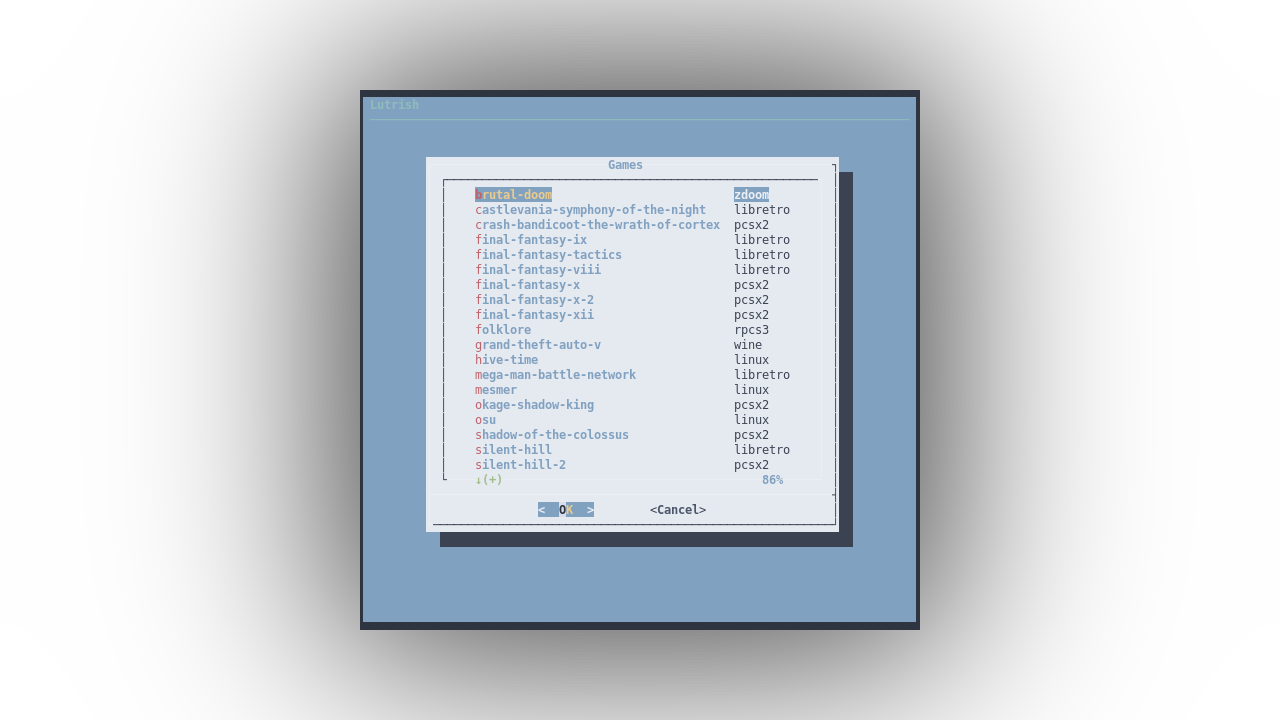 Lutrish
Games
brutal-doom zdoom
castlevania-symphony-of-the-night libretro
crash-bandicoot-the-wrath-of-cortex pcsx2
final-fantasy-ix libretro
final-fantasy-tactics libretro
final-fantasy-viii libretro
final-fantasy-x pcsx2
final-fantasy-x-2 pcsx2
final-fantasy-xii pcsx2
folklore rpcs3
grand-theft-auto-v wine
hive-time linux
mega-man-battle-network libretro
mesmer linux
okage-shadow-king pcsx2
osu linux
shadow-of-the-colossus pcsx2
silent-hill libretro
silent-hill-2 pcsx2
↓(+) 86%
< OK > <Cancel>